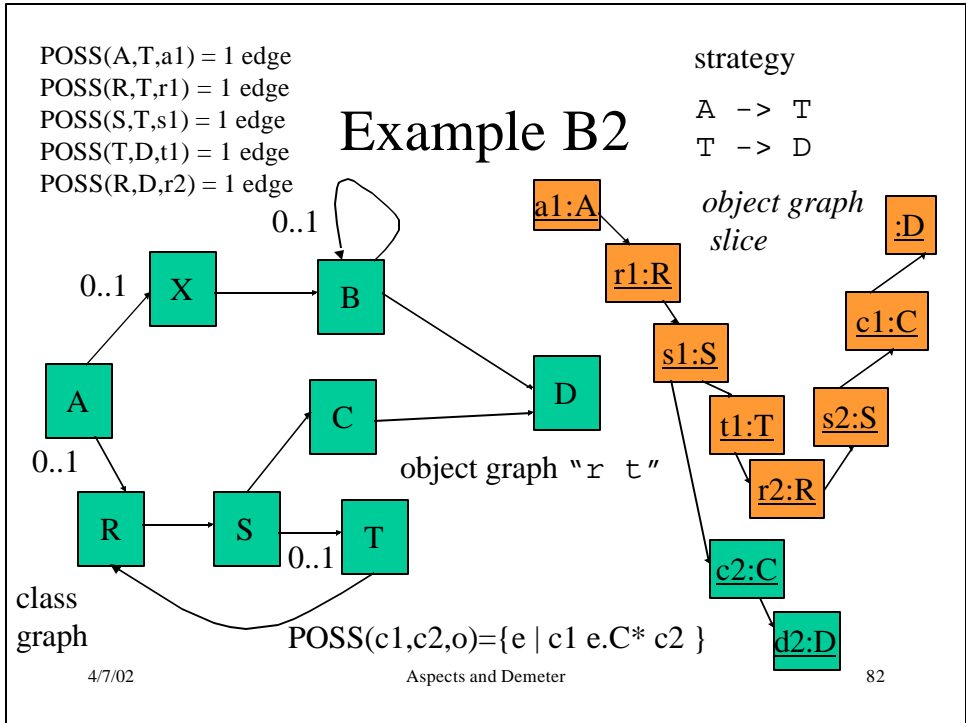 POSS(A,T,a1) = 1 edge
POSS(R,T,r1) = 1 edge
POSS(S,T,s1) = 1 edge
POSS(T,D,t1) = 1 edge
POSS(R,D,r2) = 1 edge
strategy
A -> T
T -> D
Example B2
object graph
slice
0..1
0..1
X
B
A
0..1
C
D
R
S
0..1
T
a1:A
r1:R
s1:S
t1:T
r2:R
s2:S
c1:C
:D
c2:C
d2:D
object graph "r t"
class
graph
POSS(c1,c2,o)={e | c1 e.C* c2 }
4/7/02
Aspects and Demeter
82